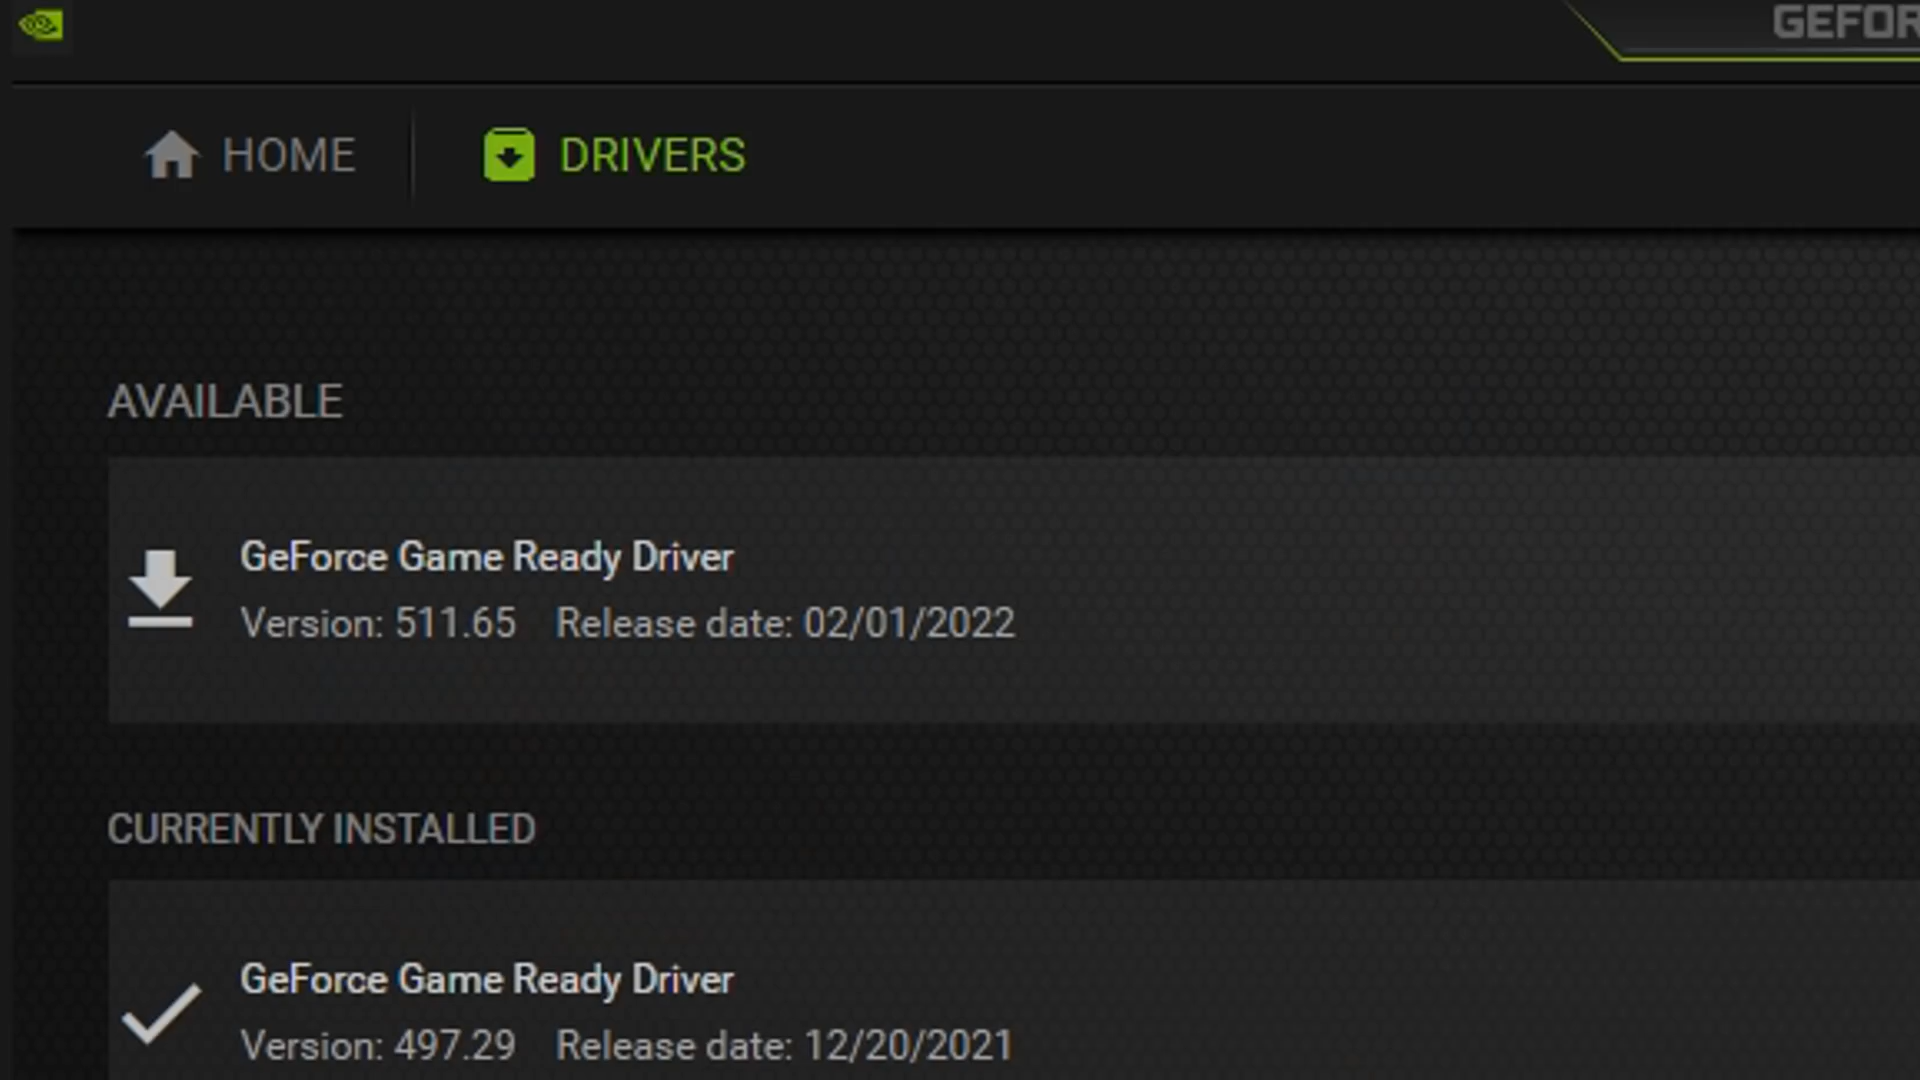 GEFOR
HOME
DRIVERS
AVAILABLE
GeForce Game Ready Driver
Version: 511.65 Release date: 02/01/2022
CURRENTLY INSTALLED
GeForce Game Ready Driver
Version: 497.29 Release date: 12/20/2021